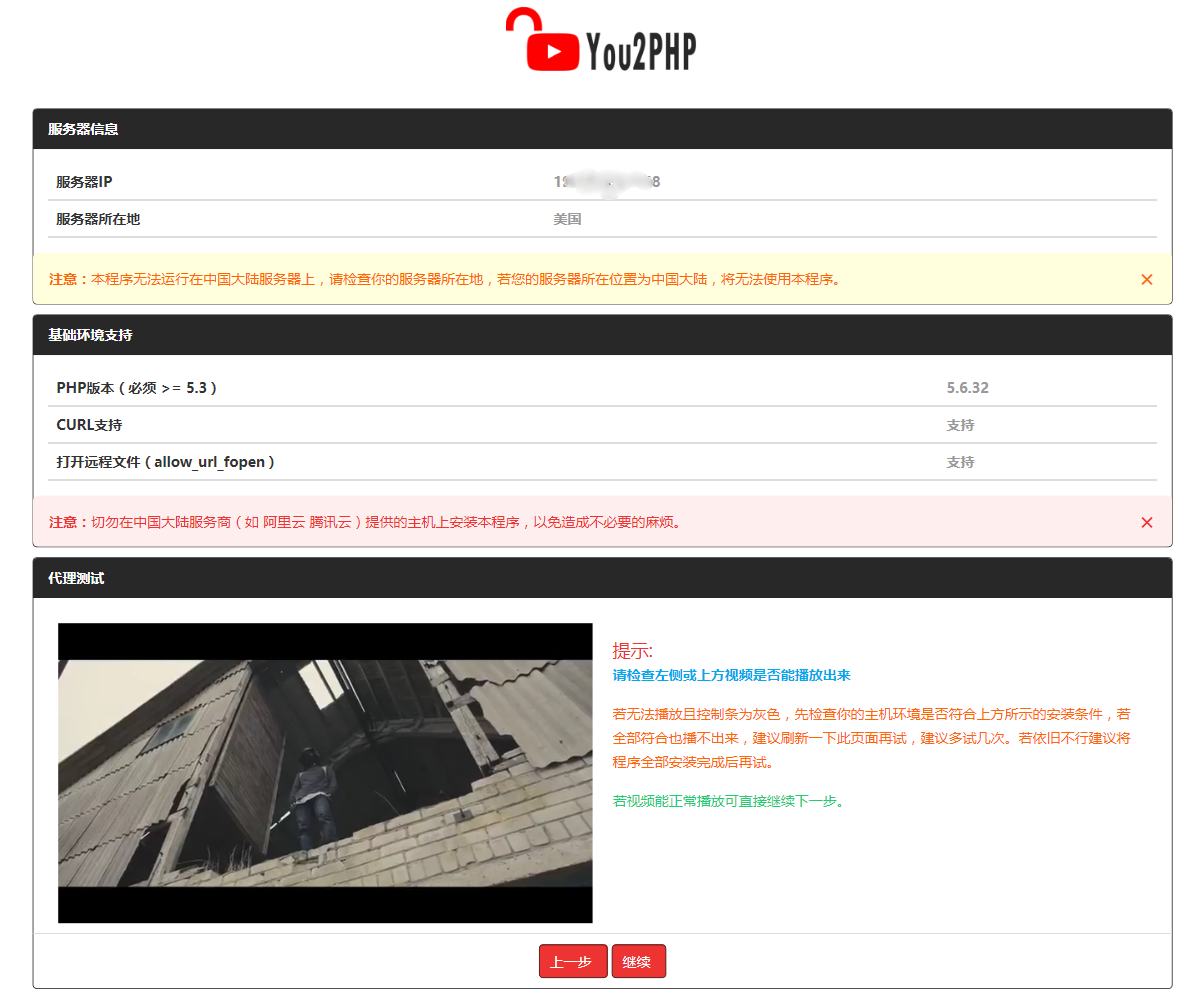 You2PHP
服务器信息
服务器IP
服务器所在地 美国
注意：本程序无法运行在中国大陆服务器上，请检查你的服务器所在地，若您的服务器所在位置为中国大陆，将无法使用本程序。 ×
基础环境支持
PHP版本（必须 >= 5.3） 5.6.32
CURL支持 支持
打开远程文件（allow_url_fopen） 支持
注意：切勿在中国大陆服务商（如 阿里云 腾讯云）提供的主机上安装本程序，以免造成不必要的麻烦。 ×
代理测试
提示:
请检查左侧或上方视频是否能播放出来
若无法播放且控制条为灰色，先检查你的主机环境是否符合上方所示的安装条件，若
全部符合也播不出来，建议刷新一下此页面再试，建议多试几次。若依旧不行建议将
程序全部安装完成后再试。
若视频能正常播放可直接继续下一步。
上一步 继续